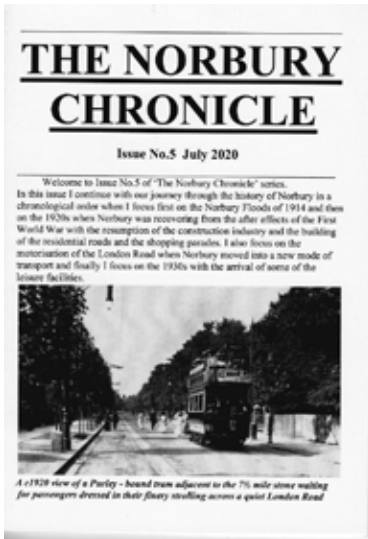 THE NORBURY
CHRONICLE
Issue No.5 July 2020
Welcome to Issue No.5 of 'The Norbury Chronicle' series.
In this issue I continue with our journey through the history of Norbury in a
chronological order when I focus first on the Norbury Floods of 1914 and then
on the 1920s when Norbury was recovering from the after effects of the First
World War with the resumption of the construction industry and the building
of the residential roads and the shopping parades. I also focus on the
motorisation of the London Road when Norbury moved into a new mode of
transport and finally I focus on the 1930s with the arrival of some of the
leisure facilities.
A c1920 view of a Purley - bound tram adjacent to the 7½ mile stone waiting
for passengers dressed in their finery strolling across a quiet London Road